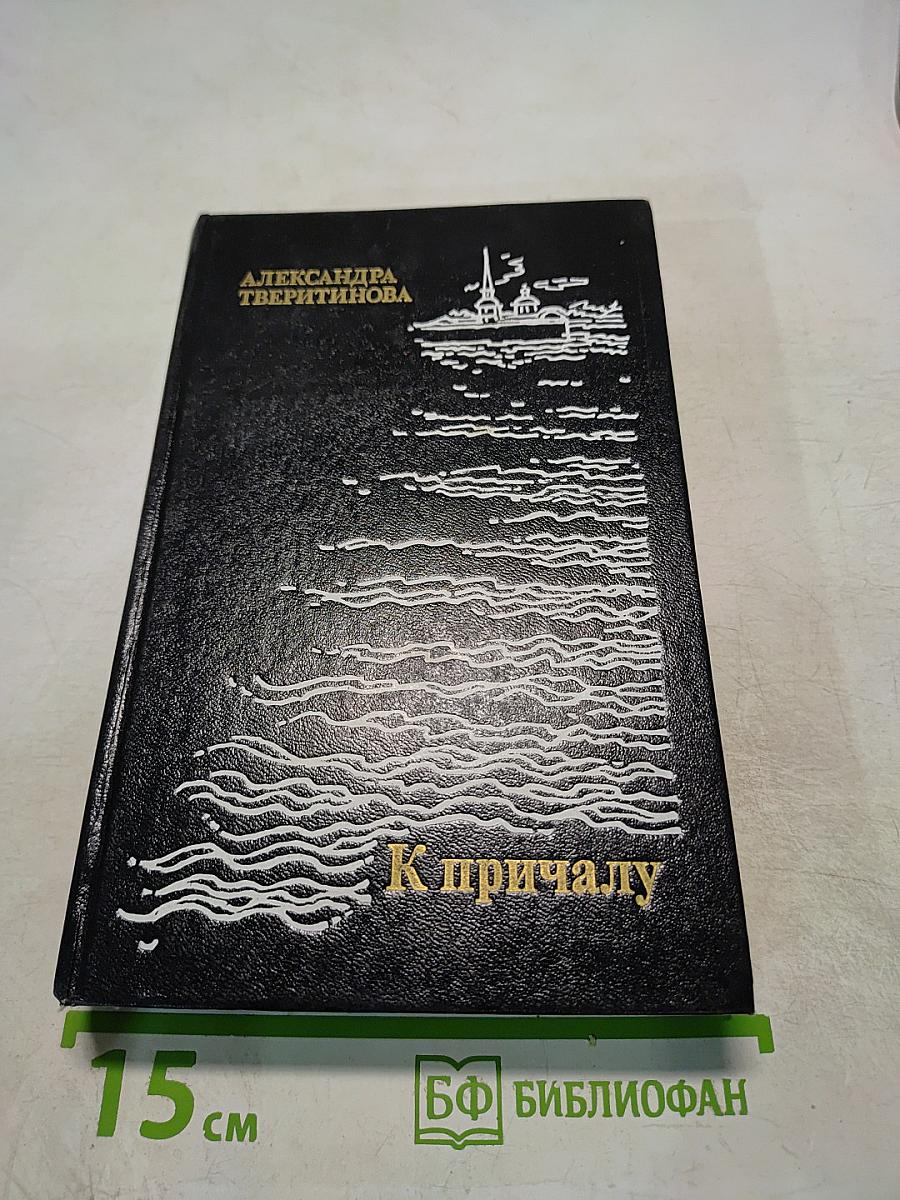 АЛЕКСАНДРА
ТВЕРИТИНОВА
К причалу
15 см
БФ БИБЛИОФАН